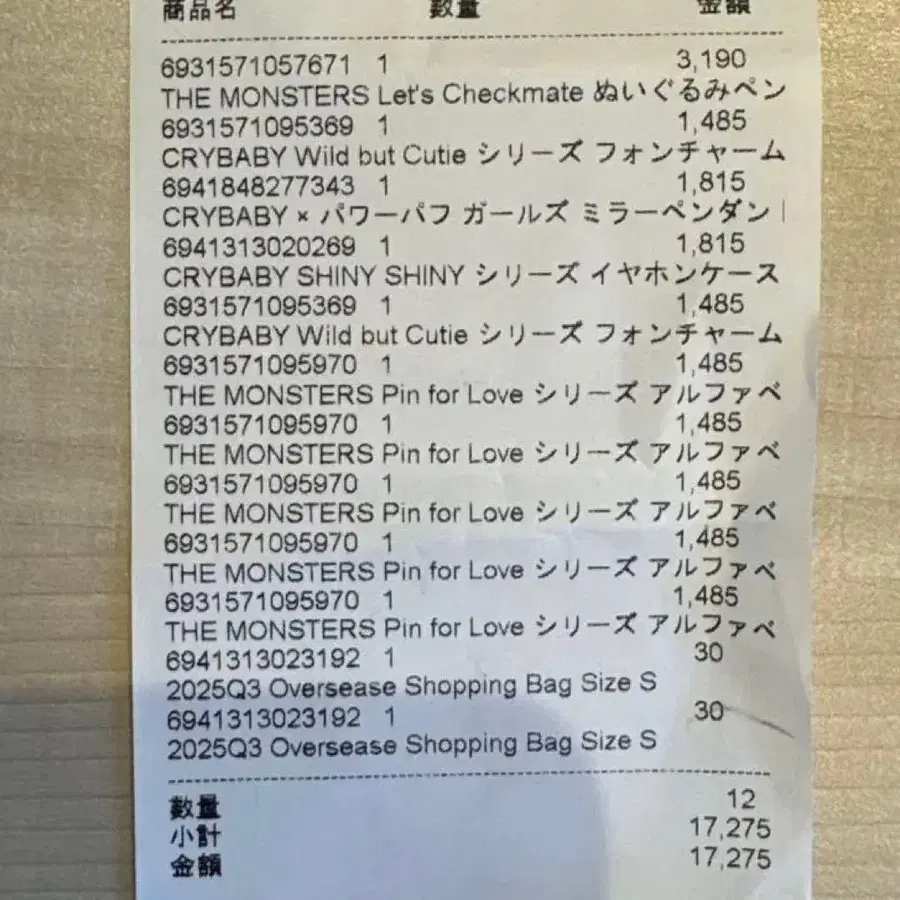 商品名 数量 金額
6931571057671 1 3,190
THE MONSTERS Let's Checkmate ぬいぐるみペン
6931571095369 1 1,485
CRYBABY Wild but Cutie シリーズ フォンチャーム
6941848277343 1 1,815
CRYBABY × パワーパフ ガールズ ミラーペンダン
6941313020269 1 1,815
CRYBABY SHINY SHINY シリーズ イヤホンケース
6931571095369 1 1,485
CRYBABY Wild but Cutie シリーズ フォンチャーム
6931571095970 1 1,485
THE MONSTERS Pin for Love シリーズ アルファベ
6931571095970 1 1,485
THE MONSTERS Pin for Love シリーズ アルファベ
6931571095970 1 1,485
THE MONSTERS Pin for Love シリーズ アルファベ
6931571095970 1 1,485
THE MONSTERS Pin for Love シリーズ アルファベ
6931571095970 1 1,485
THE MONSTERS Pin for Love シリーズ アルファベ
6941313023192 1 30
2025Q3 Oversease Shopping Bag Size S
6941313023192 1 30
2025Q3 Oversease Shopping Bag Size S
数量 12
小計 17,275
金額 17,275